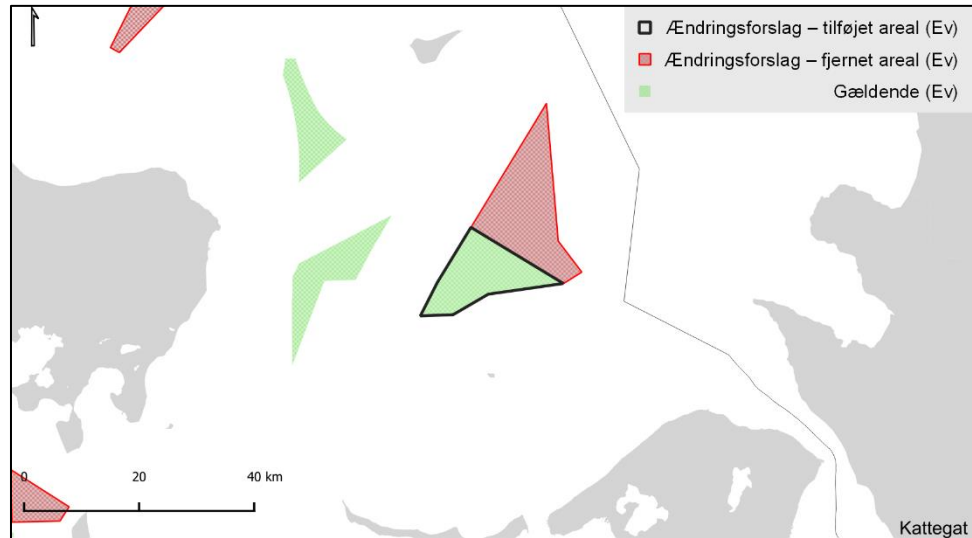 Ændringsforslag – tilføjet areal (Ev)
Ændringsforslag – fjernet areal (Ev)
Gældende (Ev)
0 20 40 km
Kattegat